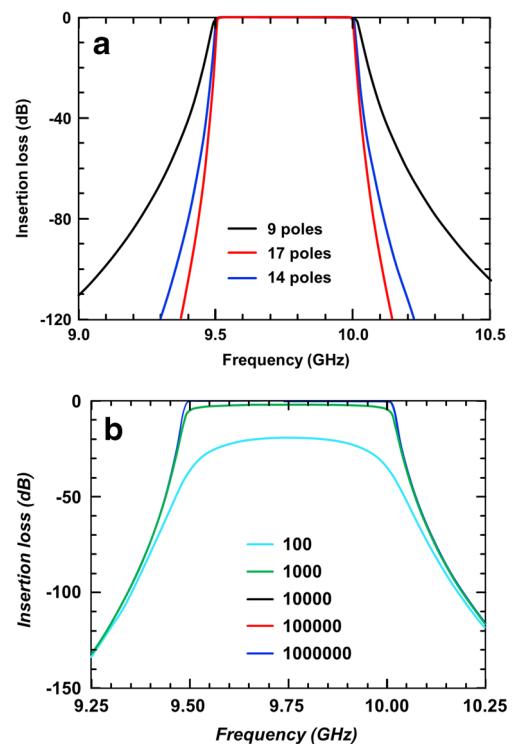 a
0
-40
-80
-120
Insertion loss (dB)
9 poles
17 poles
14 poles
9.0
9.5
10.0
10.5
Frequency (GHz)
b
0
-50
-100
-150
Insertion loss (dB)
100
1000
10000
100000
1000000
9.25
9.50
9.75
10.00
10.25
Frequency (GHz)